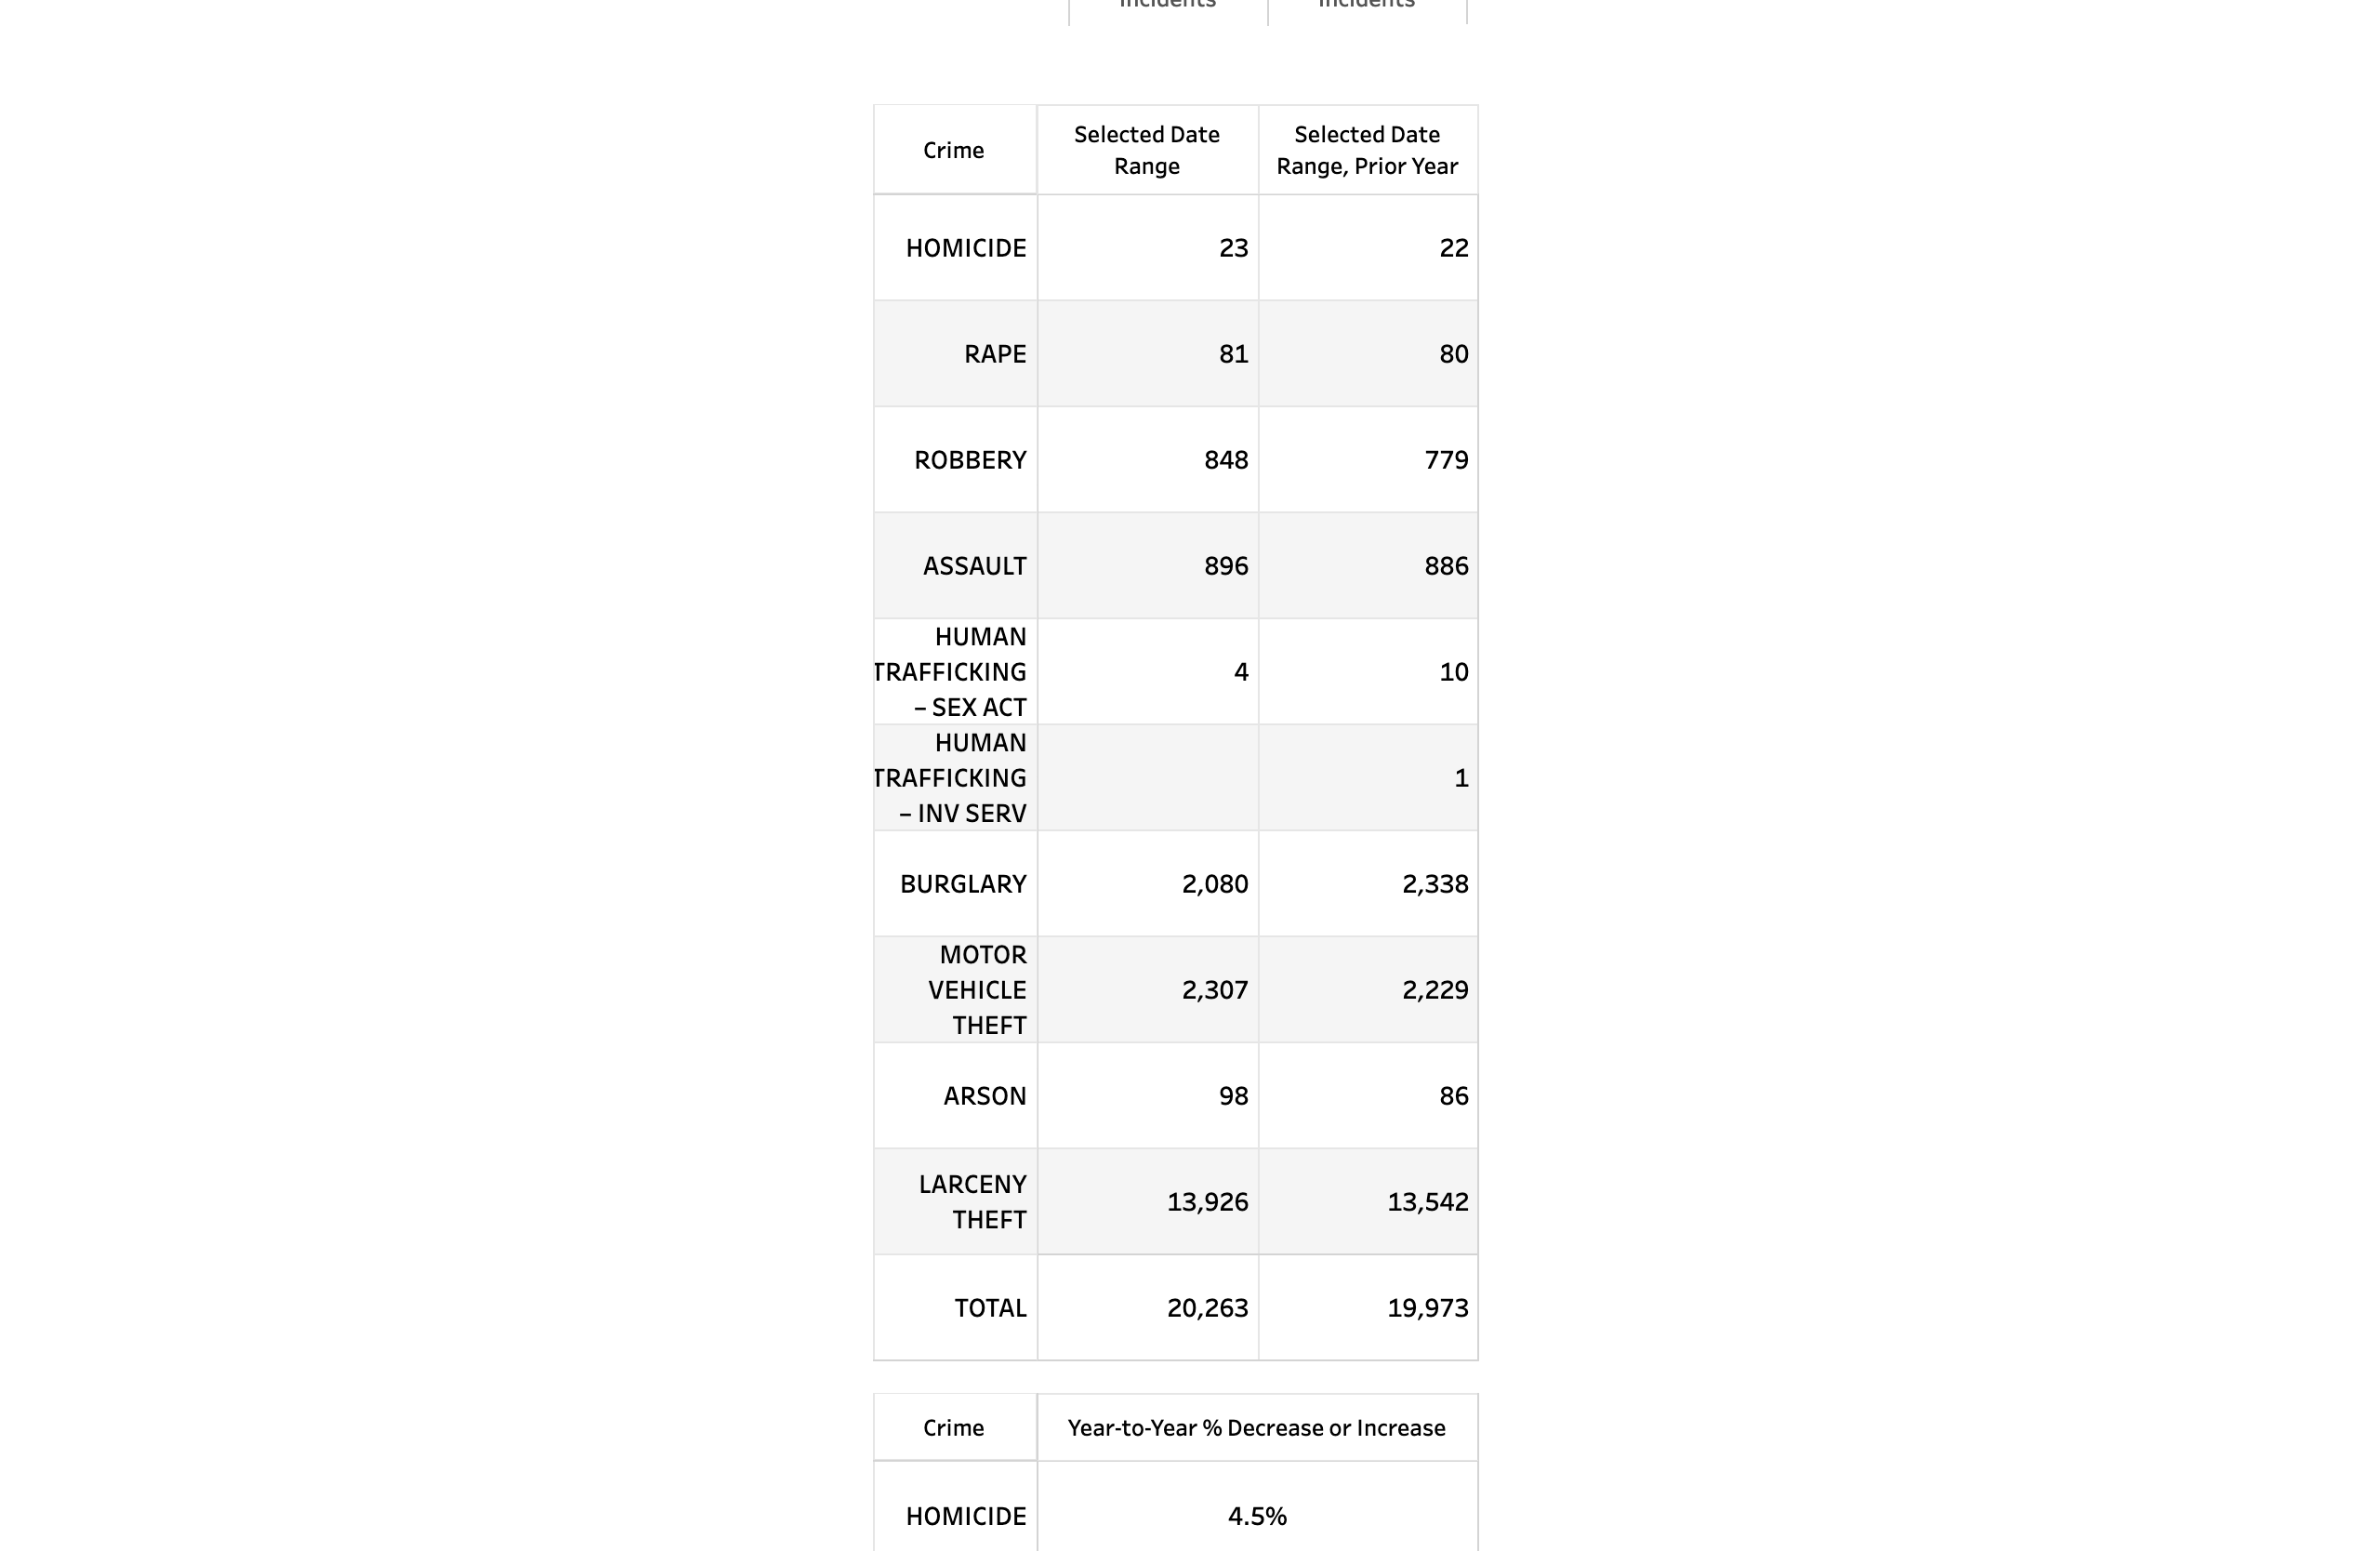 Incidents Incidents
Crime Selected Date Range Selected Date Range, Prior Year
HOMICIDE 23 22
RAPE 81 80
ROBBERY 848 779
ASSAULT 896 886
HUMAN
TRAFFICKING 4 10
– SEX ACT
HUMAN
TRAFFICKING 1
– INV SERV
BURGLARY 2,080 2,338
MOTOR
VEHICLE 2,307 2,229
THEFT
ARSON 98 86
LARCENY
THEFT 13,926 13,542
TOTAL 20,263 19,973
Crime Year-to-Year % Decrease or Increase
HOMICIDE 4.5%